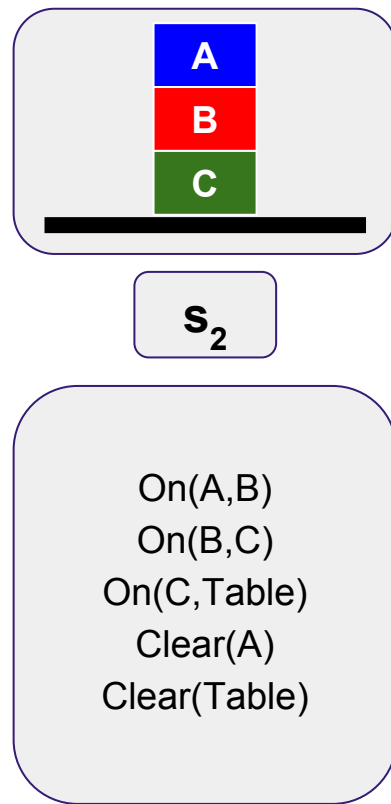 A
B
C
s₂
On(A,B)
On(B,C)
On(C,Table)
Clear(A)
Clear(Table)